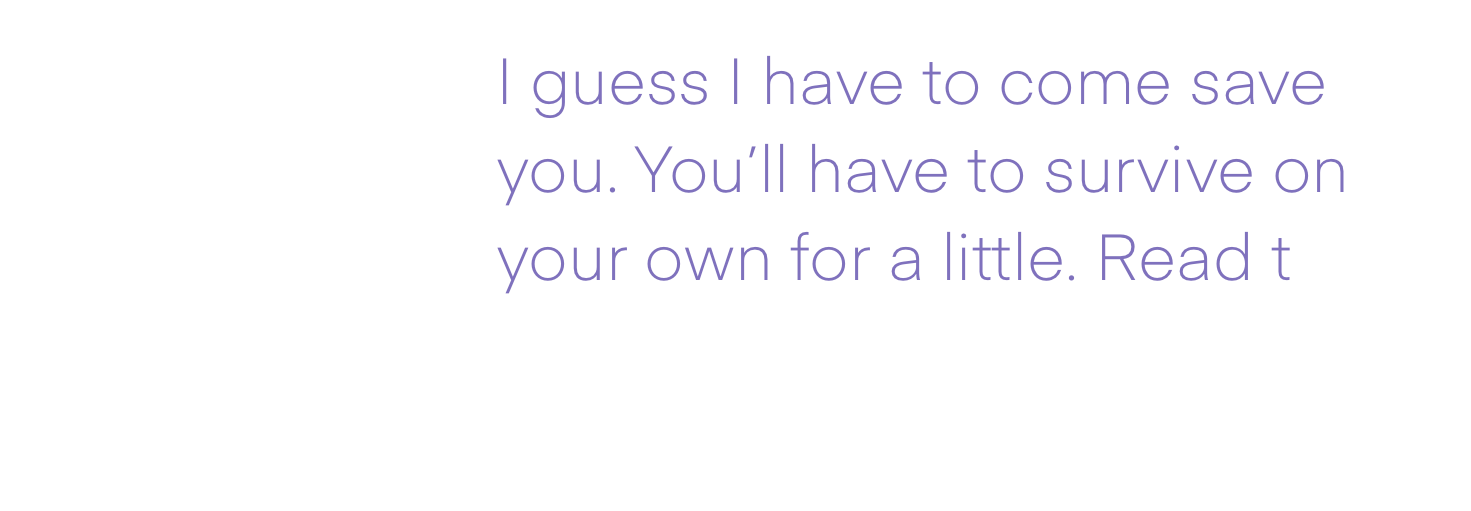 I guess I have to come save
you. You’ll have to survive on
your own for a little. Read t